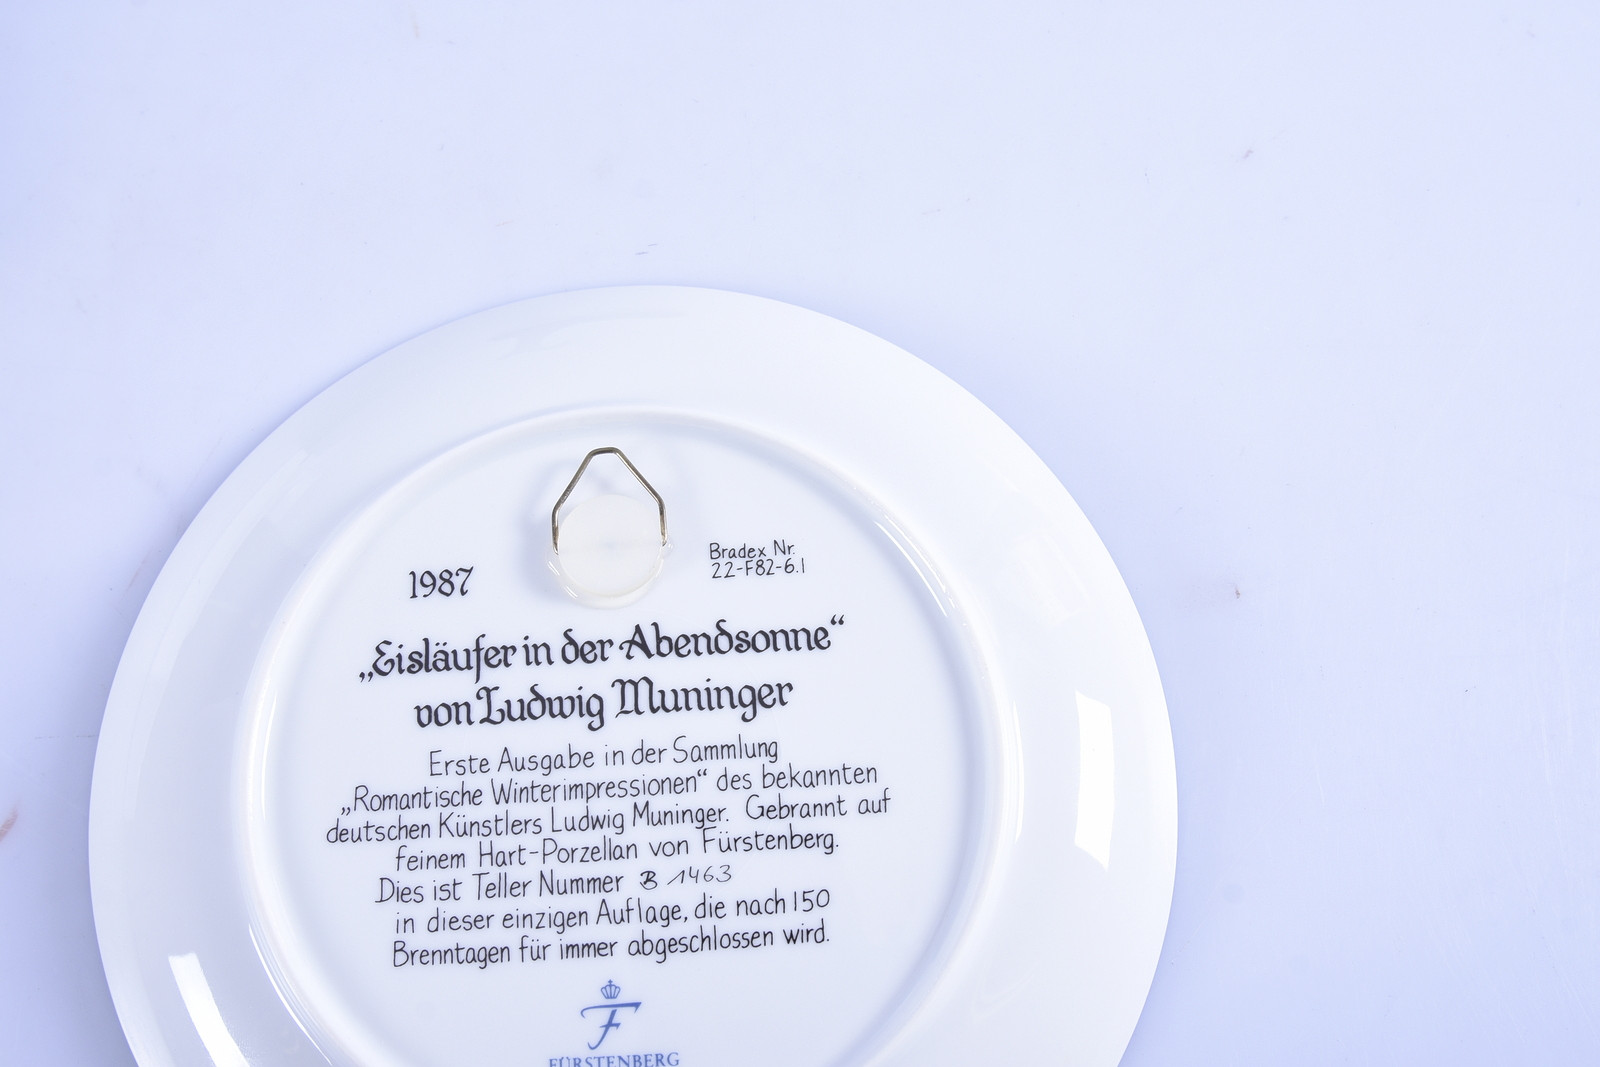 1987
Bradex Nr.
22-F82-6.1
„Eisläufer in der Abendsonne“
von Ludwig Muninger
Erste Ausgabe in der Sammlung
„Romantische Winterimpressionen“ des bekannten
deutschen Künstlers Ludwig Muninger. Gebrannt auf
feinem Hart-Porzellan von Fürstenberg.
Dies ist Teller Nummer B 1463
in dieser einzigen Auflage, die nach 150
Brenntagen für immer abgeschlossen wird.
F
FÜRSTENBERG